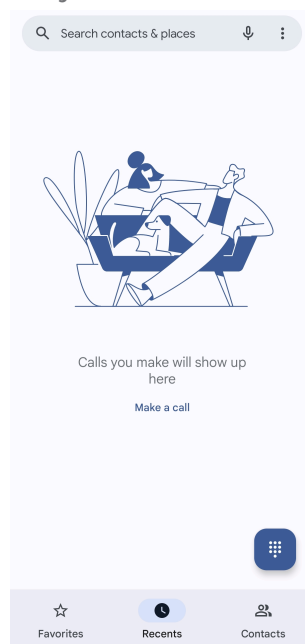 Search contacts & places
Calls you make will show up
here
Make a call
Favorites
Recents
Contacts